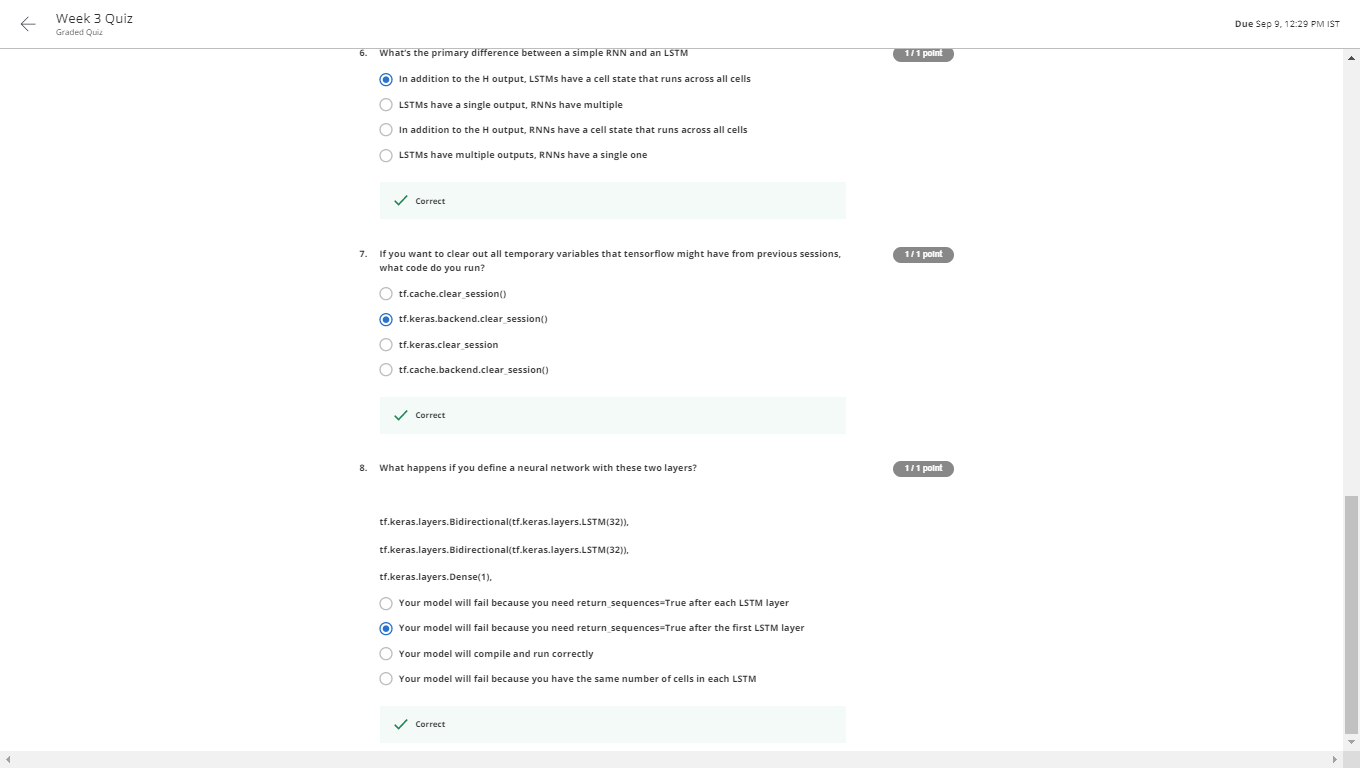 Week 3 Quiz
Graded Quiz
Due Sep 9, 12:29 PM IST
6. What's the primary difference between a simple RNN and an LSTM
1 / 1 point
In addition to the H output, LSTMs have a cell state that runs across all cells
LSTMs have a single output, RNNs have multiple
In addition to the H output, RNNs have a cell state that runs across all cells
LSTMs have multiple outputs, RNNs have a single one
Correct
7. If you want to clear out all temporary variables that tensorflow might have from previous sessions,
what code do you run?
1 / 1 point
tf.cache.clear_session()
tf.keras.backend.clear_session()
tf.keras.clear_session
tf.cache.backend.clear_session()
Correct
8. What happens if you define a neural network with these two layers?
1 / 1 point
tf.keras.layers.Bidirectional(tf.keras.layers.LSTM(32)),
tf.keras.layers.Bidirectional(tf.keras.layers.LSTM(32)),
tf.keras.layers.Dense(1),
Your model will fail because you need return_sequences=True after each LSTM layer
Your model will fail because you need return_sequences=True after the first LSTM layer
Your model will compile and run correctly
Your model will fail because you have the same number of cells in each LSTM
Correct